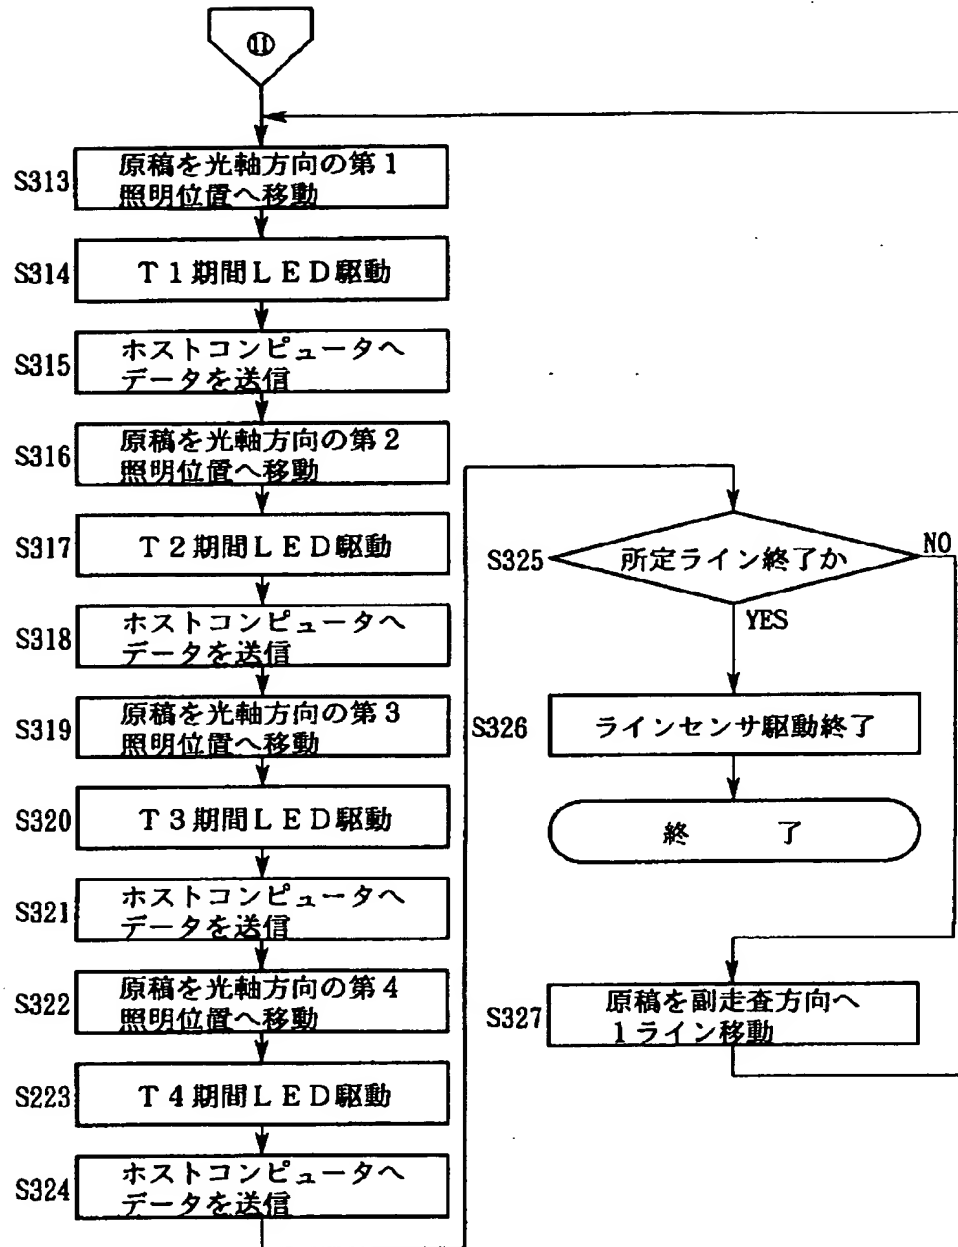 ⑪
S313
原稿を光軸方向の第1
照明位置へ移動
S314
T1期間LED駆動
S315
ホストコンピュータへ
データを送信
S316
原稿を光軸方向の第2
照明位置へ移動
S317
T2期間LED駆動
S318
ホストコンピュータへ
データを送信
S319
原稿を光軸方向の第3
照明位置へ移動
S320
T3期間LED駆動
S321
ホストコンピュータへ
データを送信
S322
原稿を光軸方向の第4
照明位置へ移動
S223
T4期間LED駆動
S324
ホストコンピュータへ
データを送信
S325
所定ライン終了か
NO
YES
S326
ラインセンサ駆動終了
終 了
S327
原稿を副走査方向へ
1ライン移動